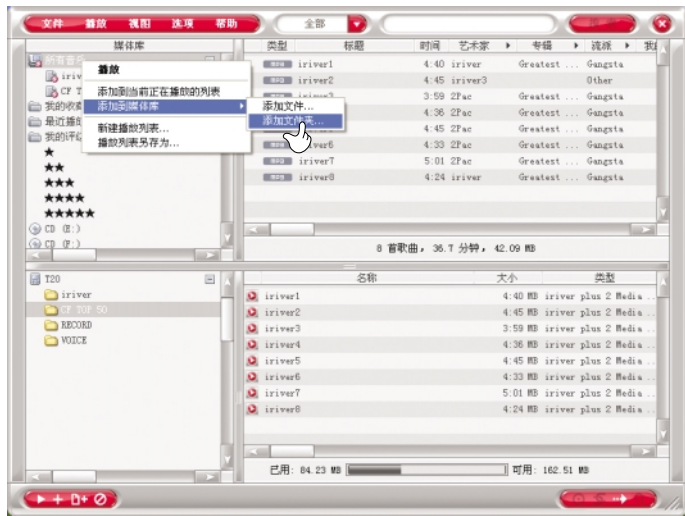 文件 播放 视图 选项 帮助 全部
媒体库 类型 标题 时间 艺术家 专辑 流派
所有音
iriv
CF T
我的收
最近播
我的评
★
★★
★★★
★★★★
★★★★★
CD (E:)
CD (F:)
播放
添加到当前正在播放的列表
添加到媒体库
新建播放列表...
播放列表另存为...
添加文件...
添加文件夹...
iriver1 4:40 iriver Greatest ... Gangsta
iriver2 4:45 iriver3 Other
3:59 2Pac Greatest ... Gangsta
4:36 2Pac Greatest ... Gangsta
4:45 2Pac Greatest ... Gangsta
iver6 4:33 2Pac Greatest ... Gangsta
iriver7 5:01 2Pac Greatest ... Gangsta
iriver8 4:24 iriver Greatest ... Gangsta
8 首歌曲, 36.7 分钟, 42.09 MB
T20
iriver
CF TOP 50
RECORD
VOICE
名称 大小 类型
iriver1 4:40 MB iriver plus 2 Media ...
iriver2 4:45 MB iriver plus 2 Media ...
iriver3 3:59 MB iriver plus 2 Media ...
iriver4 4:36 MB iriver plus 2 Media ...
iriver5 4:45 MB iriver plus 2 Media ...
iriver6 4:33 MB iriver plus 2 Media ...
iriver7 5:01 MB iriver plus 2 Media ...
iriver8 4:24 MB iriver plus 2 Media ...
已用: 84.23 MB 可用: 162.51 MB